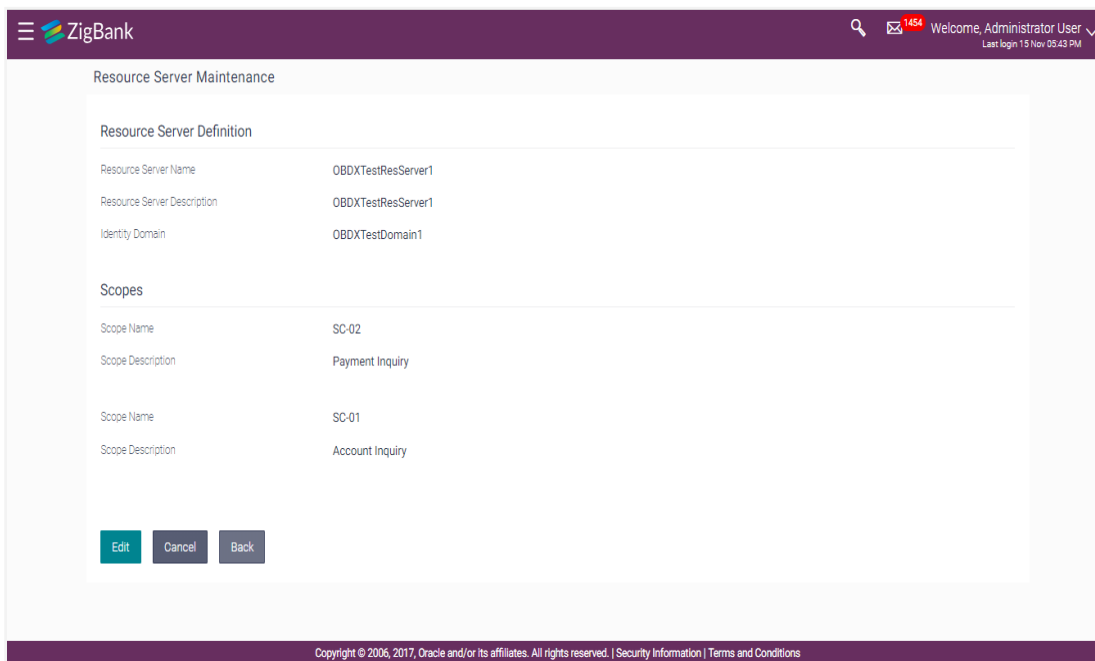 ZigBank
1454
Welcome, Administrator User
Last login 15 Nov 05:43 PM
Resource Server Maintenance
Resource Server Definition
Resource Server Name OBDXTestResServer1
Resource Server Description OBDXTestResServer1
Identity Domain OBDXTestDomain1
Scopes
Scope Name SC-02
Scope Description Payment Inquiry
Scope Name SC-01
Scope Description Account Inquiry
Edit Cancel Back
Copyright © 2006, 2017, Oracle and/or its affiliates. All rights reserved. | Security Information | Terms and Conditions